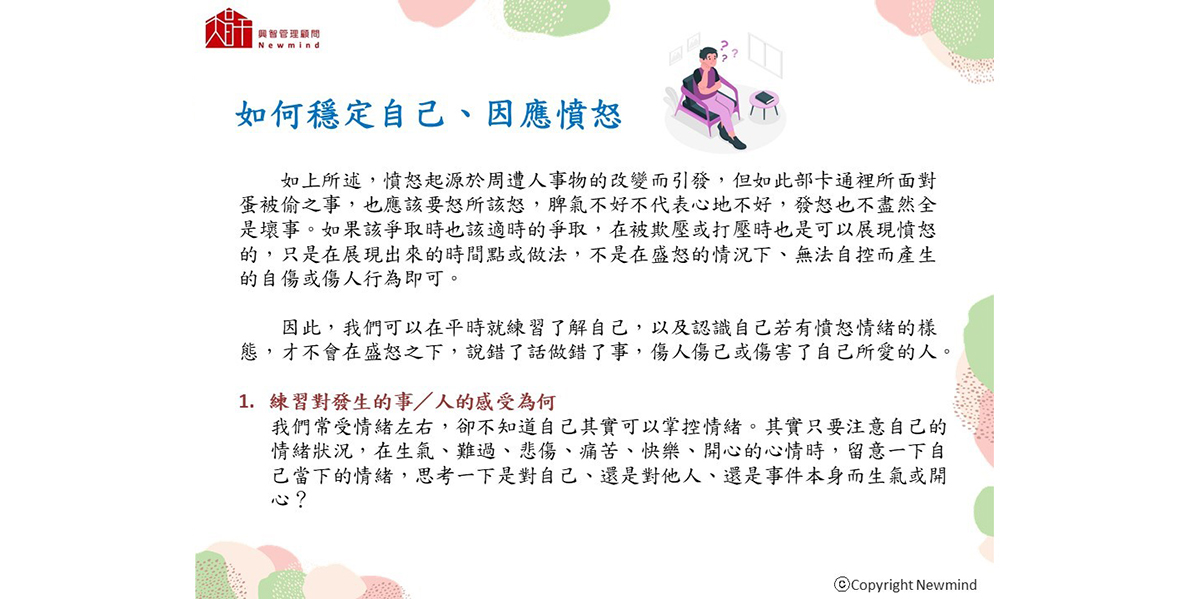 興智管理顧問
Newmind
如何穩定自己、因應憤怒
如上所述，憤怒起源於周遭人事物的改變而引發，但如此部卡通裡所面對
蛋被偷之事，也應該要怒所該怒，脾氣不好不代表心地不好，發怒也不盡然全
是壞事。如果該爭取時也該適時的爭取，在被欺壓或打壓時也是可以展現憤怒
的，只是在展現出來的時間點或做法，不是在盛怒的情況下、無法自控而產生
的自傷或傷人行為即可。
因此，我們可以在平時就練習了解自己，以及認識自己若有憤怒情緒的樣
態，才不會在盛怒之下，說錯了話做錯了事，傷人傷己或傷害了自己所愛的人。
1. 練習對發生的事／人的感受為何
我們常受情緒左右，卻不知道自己其實可以掌控情緒。其實只要注意自己的
情緒狀況，在生氣、難過、悲傷、痛苦、快樂、開心的心情時，留意一下自
己當下的情緒，思考一下是對自己、還是對他人、還是事件本身而生氣或開
心？
ⓒCopyright Newmind